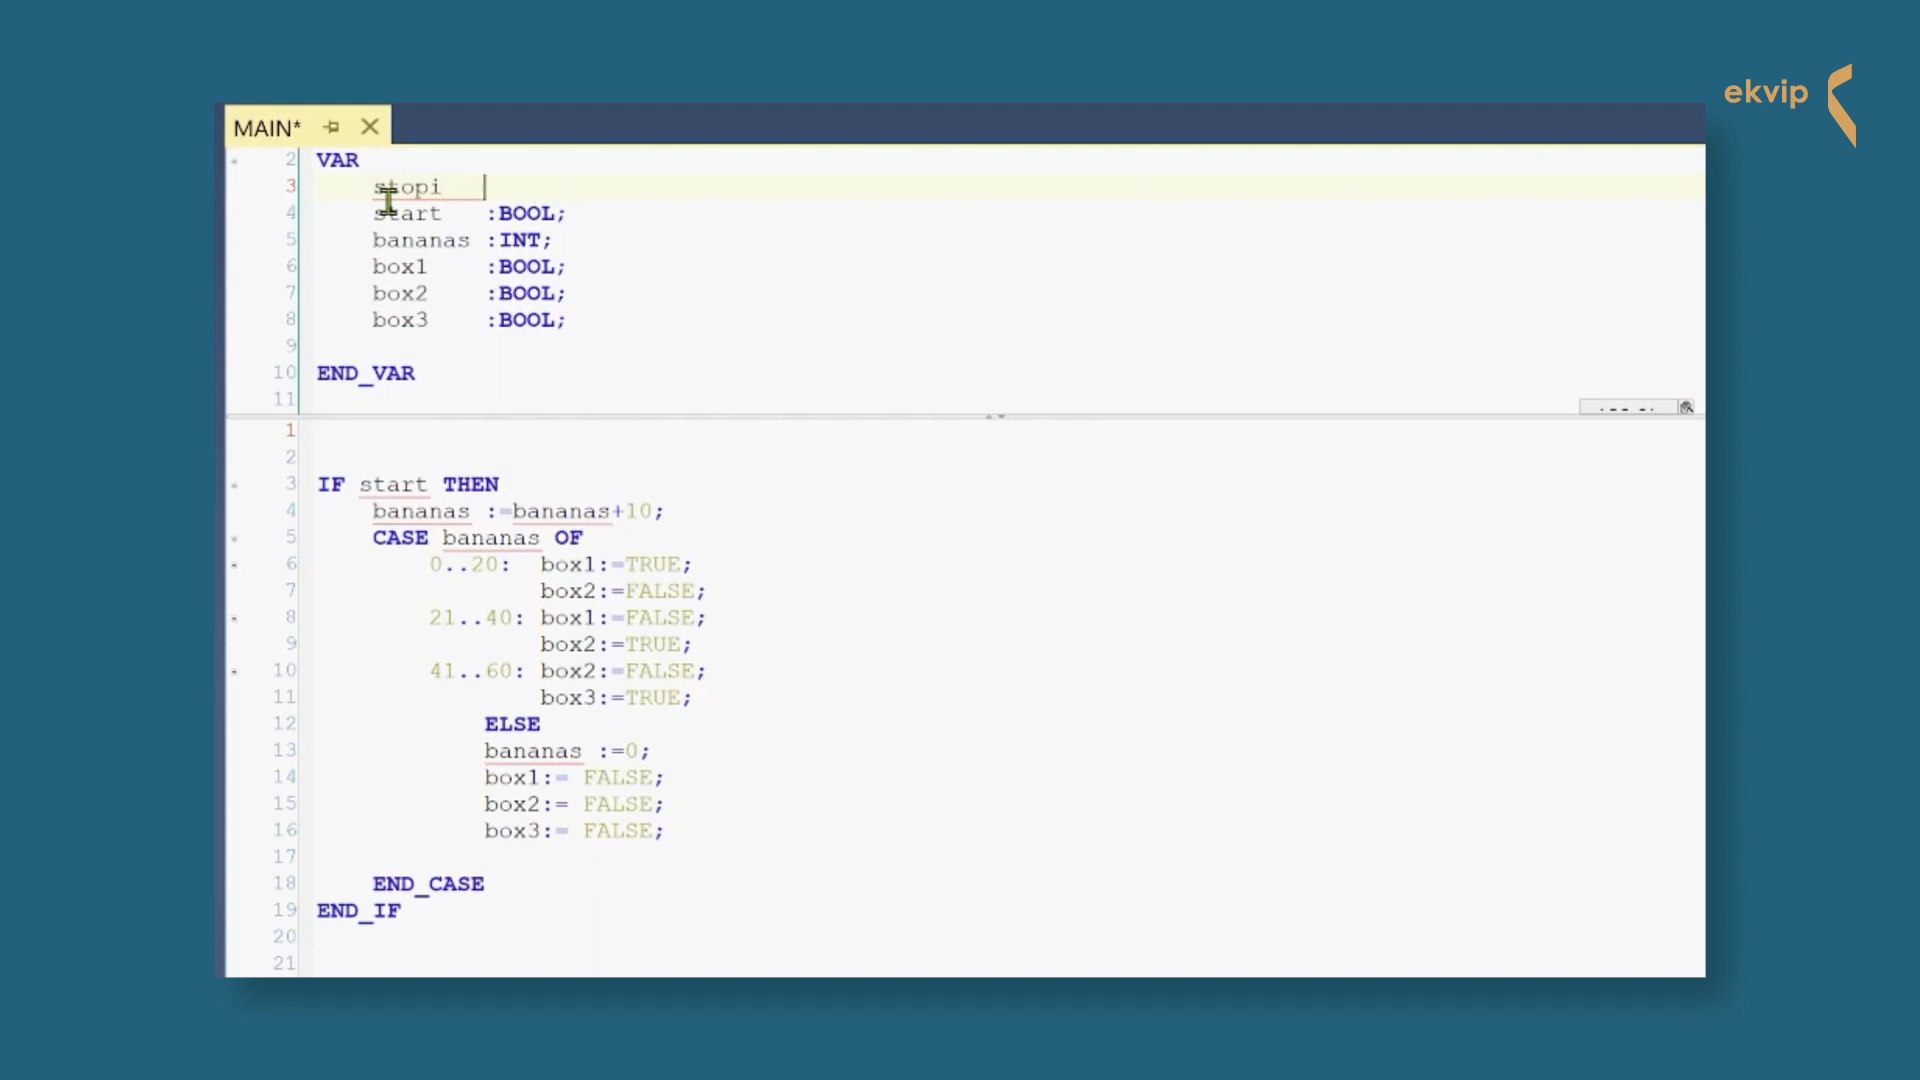 ekvip
MAIN*
2 VAR
3 stopi
4 start :BOOL;
5 bananas :INT;
6 box1 :BOOL;
7 box2 :BOOL;
8 box3 :BOOL;
9
10 END_VAR
11
1
2
3 IF start THEN
4 bananas :=bananas+10;
5 CASE bananas OF
6 0..20: box1:=TRUE;
7 box2:=FALSE;
8 21..40: box1:=FALSE;
9 box2:=TRUE;
10 41..60: box2:=FALSE;
11 box3:=TRUE;
12 ELSE
13 bananas :=0;
14 box1:= FALSE;
15 box2:= FALSE;
16 box3:= FALSE;
17
18 END_CASE
19 END_IF
20
21